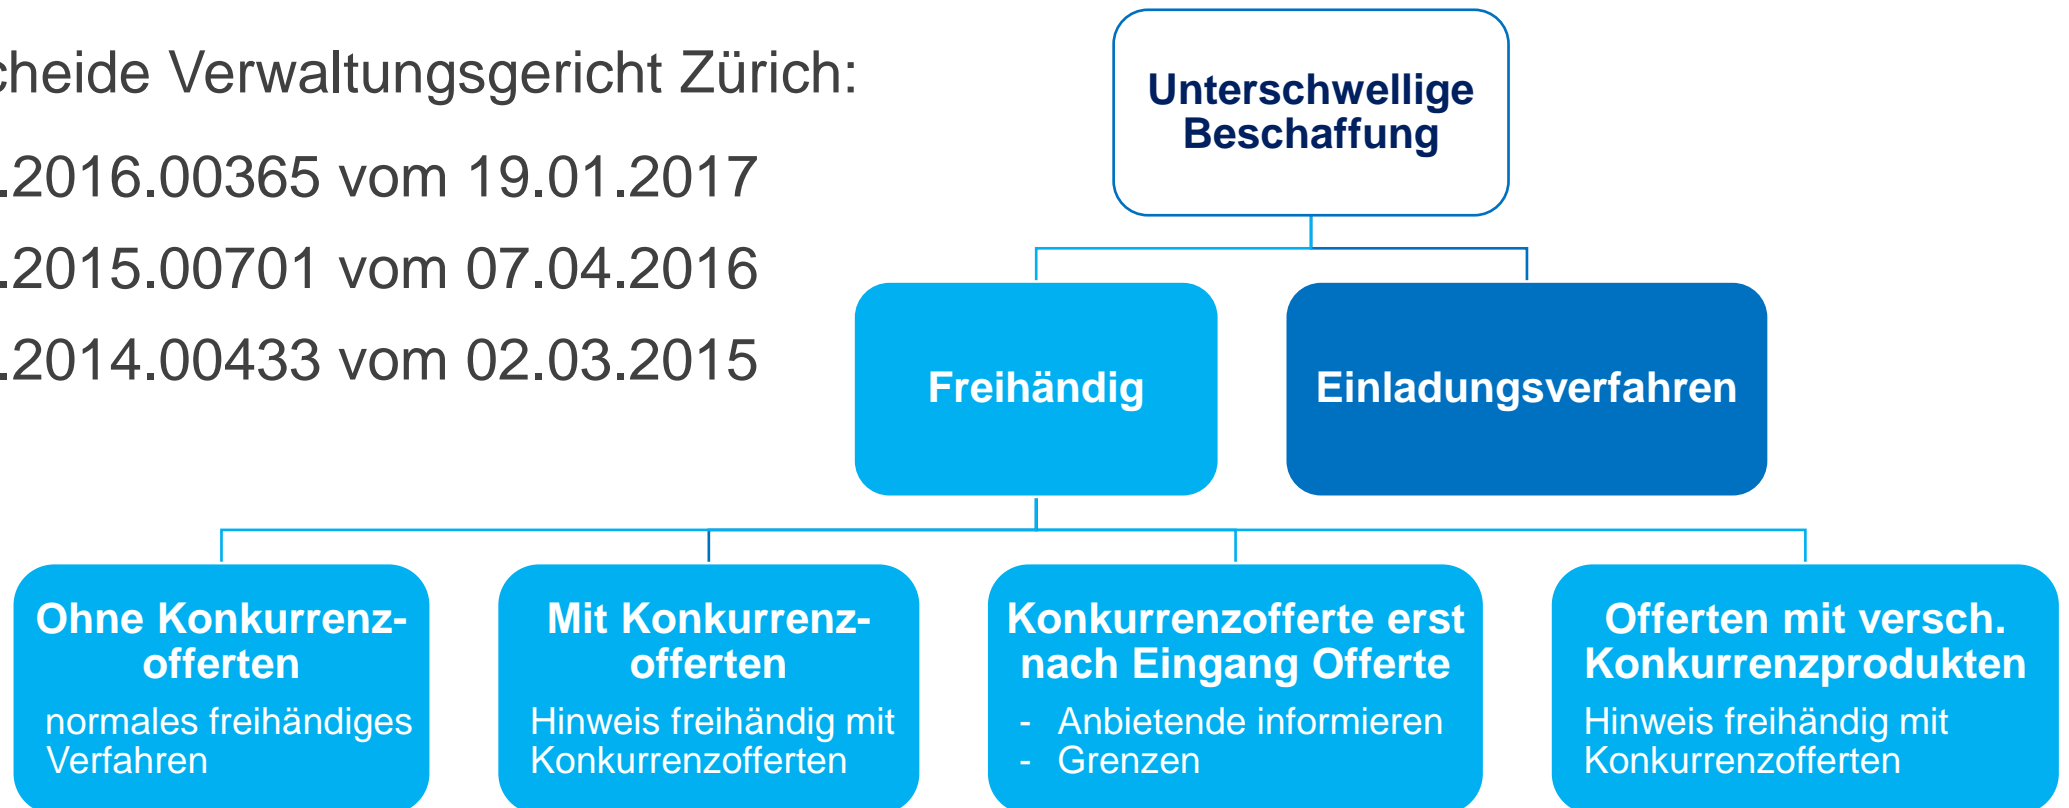 cheide Verwaltungsgericht Zürich:
.2016.00365 vom 19.01.2017
.2015.00701 vom 07.04.2016
.2014.00433 vom 02.03.2015
Unterschwellige
Beschaffung
Freihändig
Einladungsverfahren
Ohne Konkurrenz-
offerten
normales freihändiges
Verfahren
Mit Konkurrenz-
offerten
Hinweis freihändig mit
Konkurrenzofferten
Konkurrenzofferte erst
nach Eingang Offerte
- Anbietende informieren
- Grenzen
Offerten mit versch.
Konkurrenzprodukten
Hinweis freihändig mit
Konkurrenzofferten